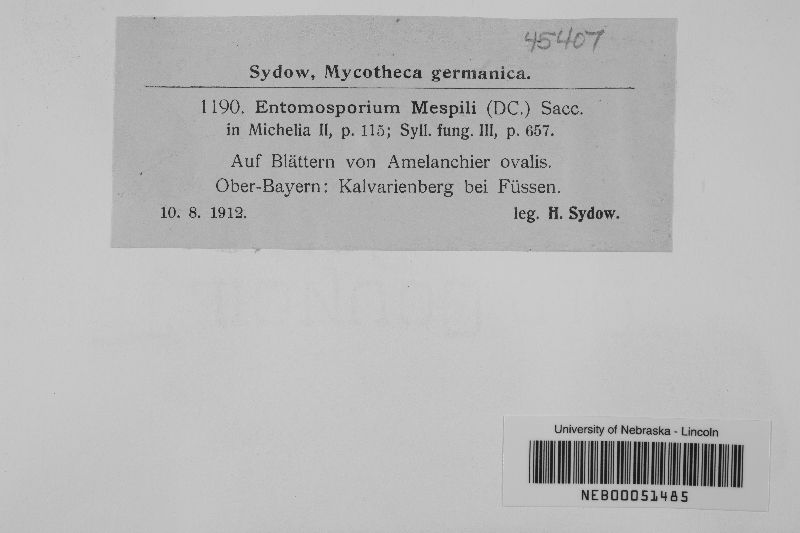 45407
Sydow, Mycotheca germanica.
1190. Entomosporium Mespili (DC.) Sacc.
in Michelia II, p. 115; Syll. fung. III, p. 657.
Auf Blättern von Amelanchier ovalis.
Ober-Bayern: Kalvarienberg bei Füssen.
10. 8. 1912. leg. H. Sydow.
University of Nebraska - Lincoln
NEB00051485